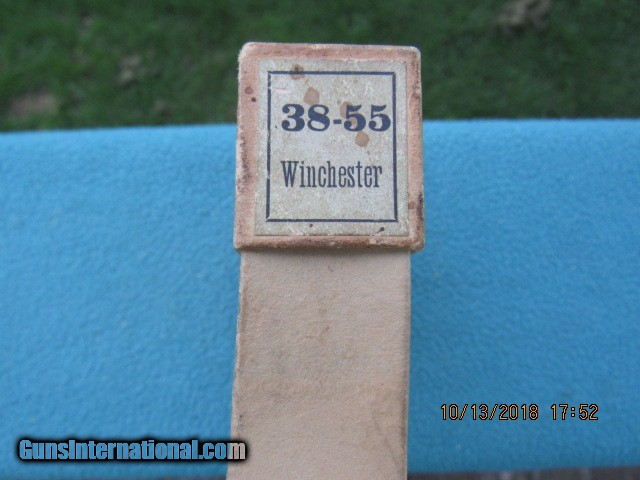 38-55
Winchester
10/13/2018 17:52
GunsInternational.com